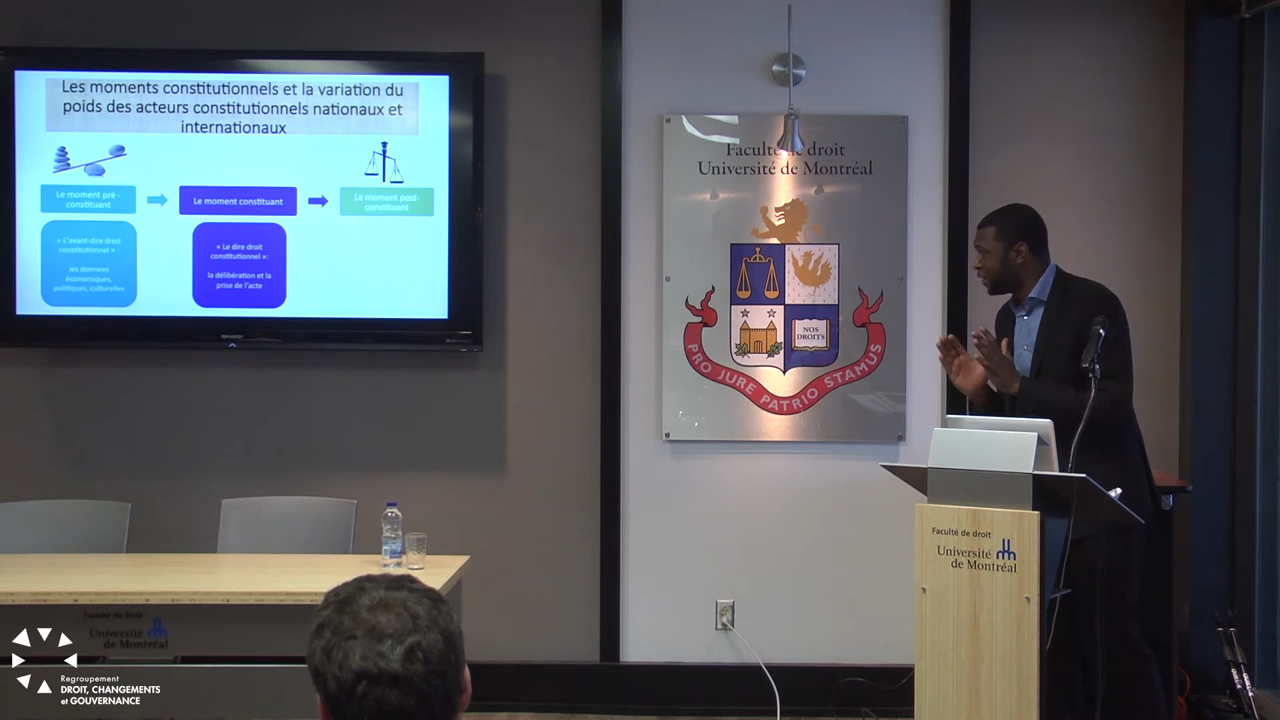 Les moments constitutionnels et la variation du
poids des acteurs constitutionnels nationaux et
internationaux
Le moment pré-
constituant
Le moment constituant
Le moment post-
constituant
« L'avant-dire droit
constitutionnel » :
les données
économiques,
politiques, culturelles
« Le dire droit
constitutionnel »:
la délibération et la
prise de l'acte
SHARP
Faculté de droit
Université de Montréal
NOS
DROITS
PRO JURE PATRIO STAMUS
Faculté de droit
Université
de Montréal
Faculté de droit
Université
de Montréal
Regroupement
DROIT, CHANGEMENTS
et GOUVERNANCE